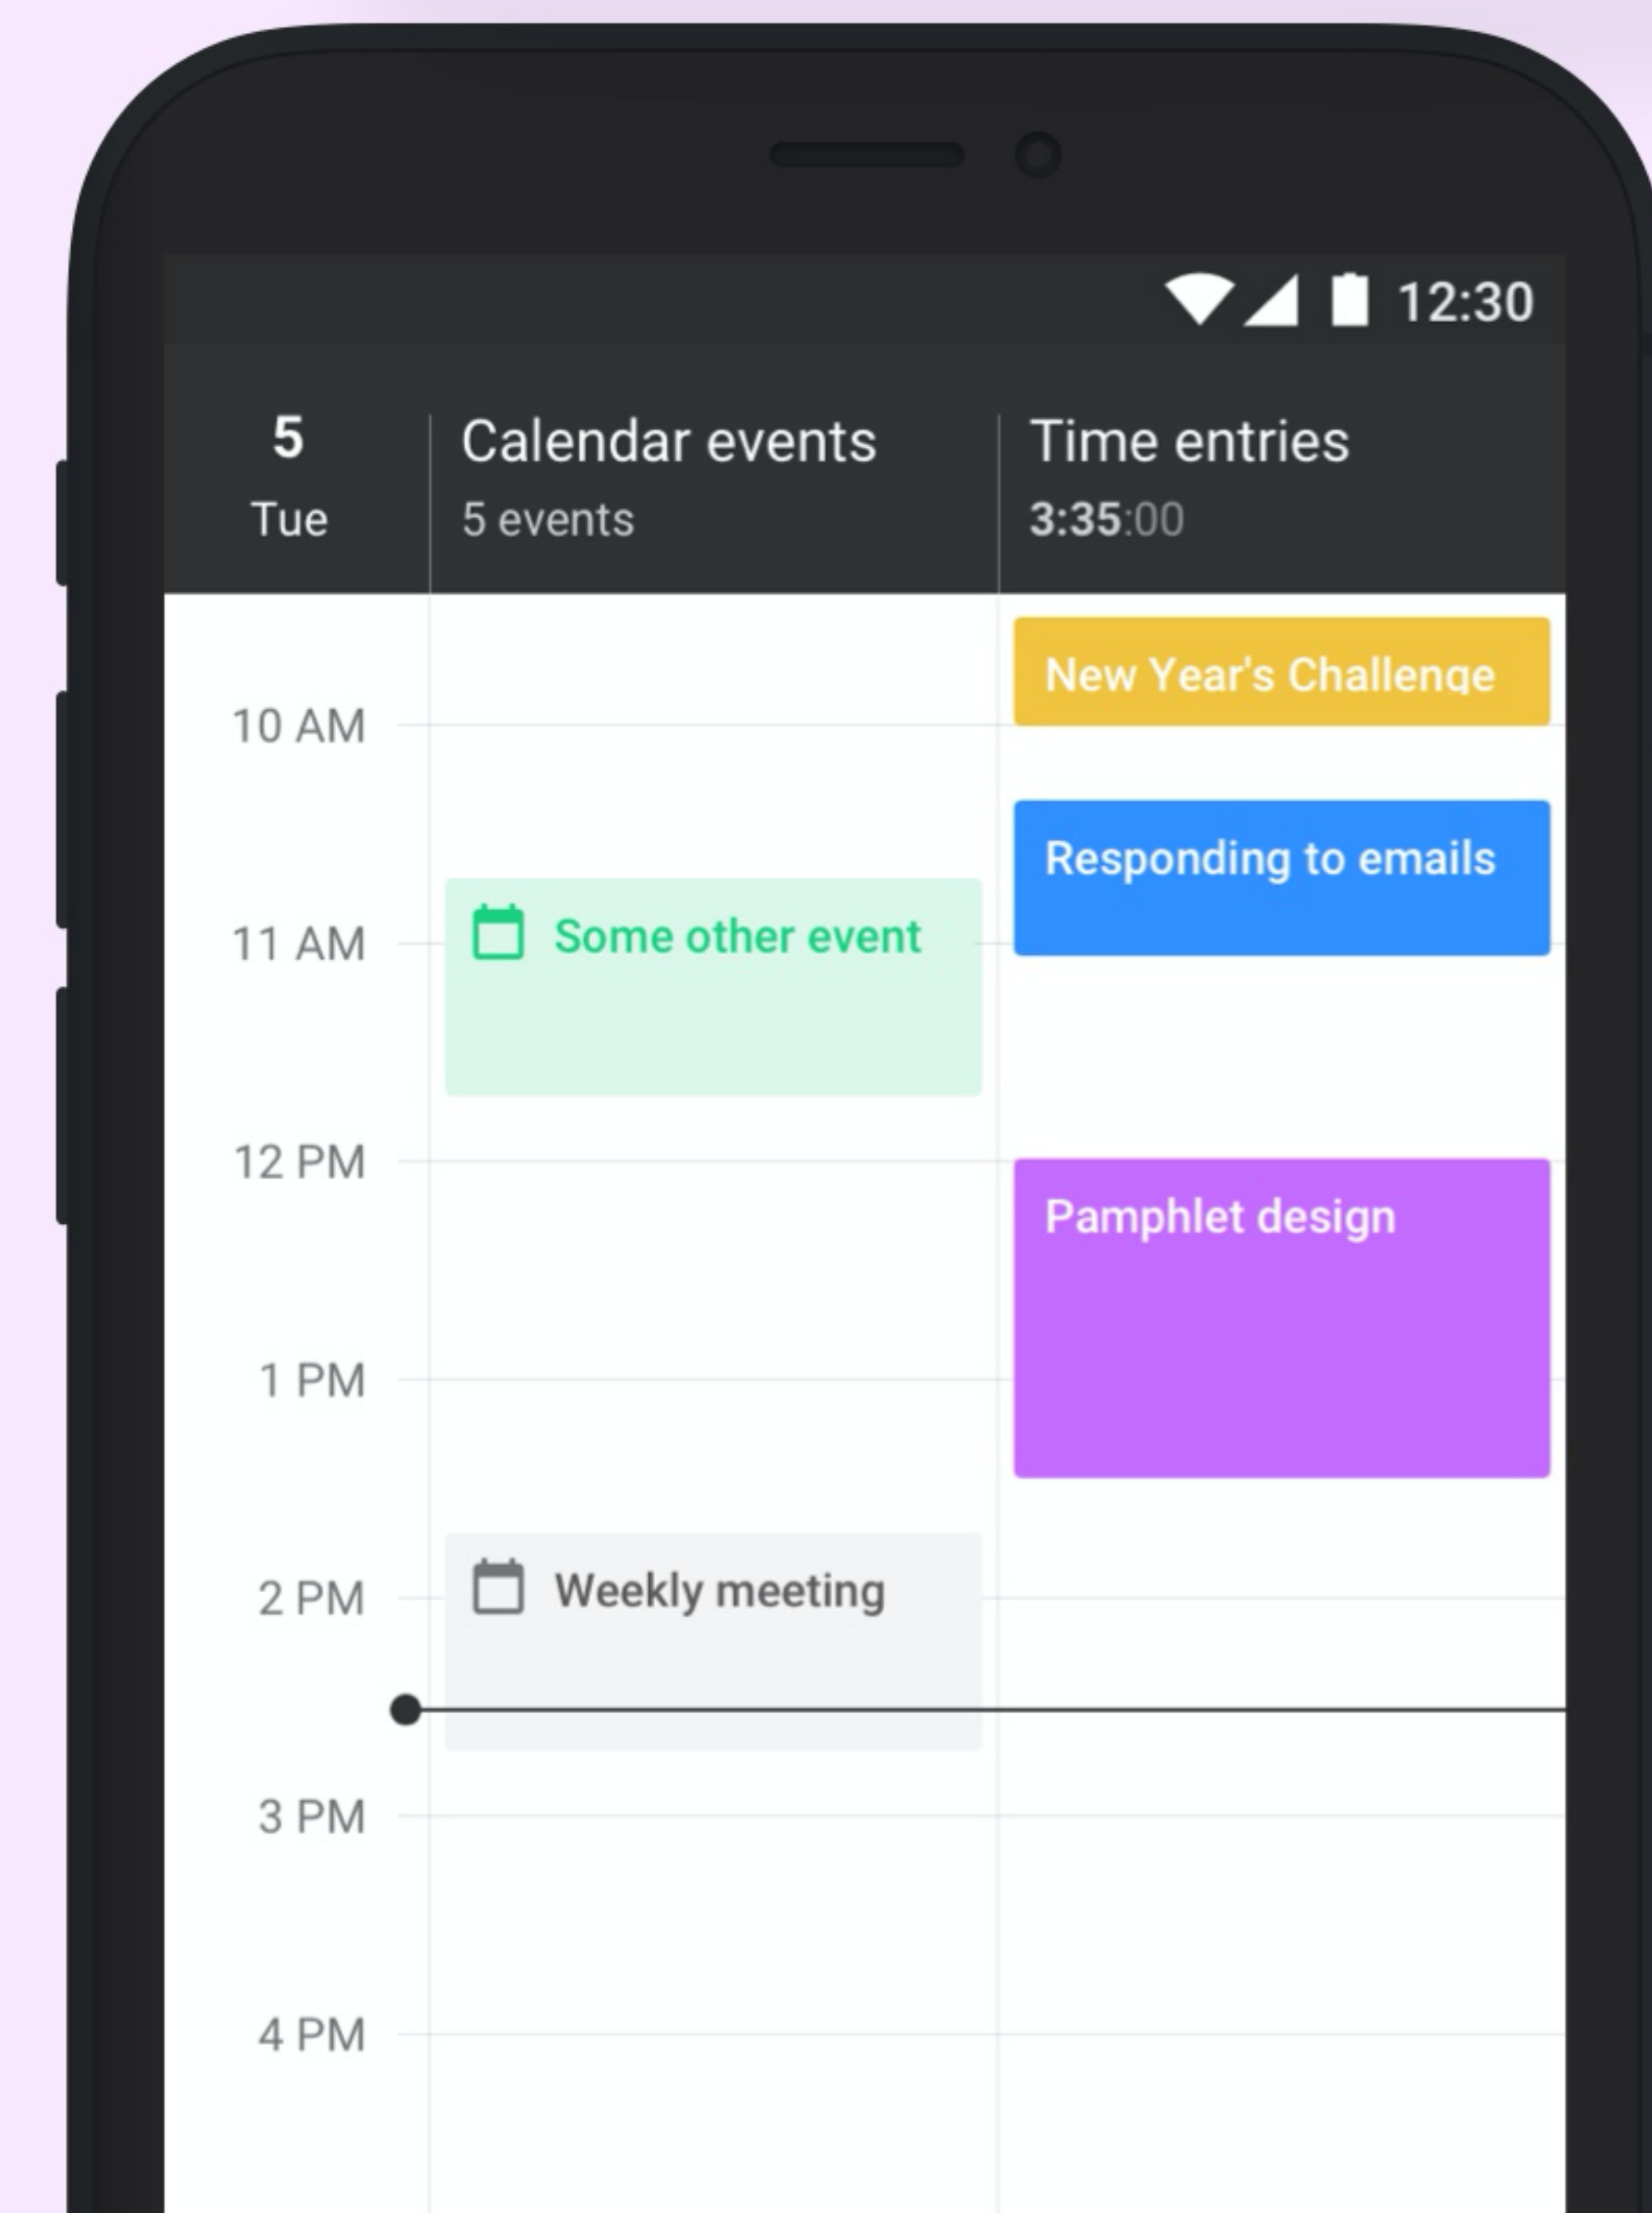 12:30
5
Tue
Calendar events
5 events
Time entries
3:35:00
New Year's Challenge
10 AM
Responding to emails
11 AM
Some other event
12 PM
Pamphlet design
1 PM
2 PM
Weekly meeting
3 PM
4 PM